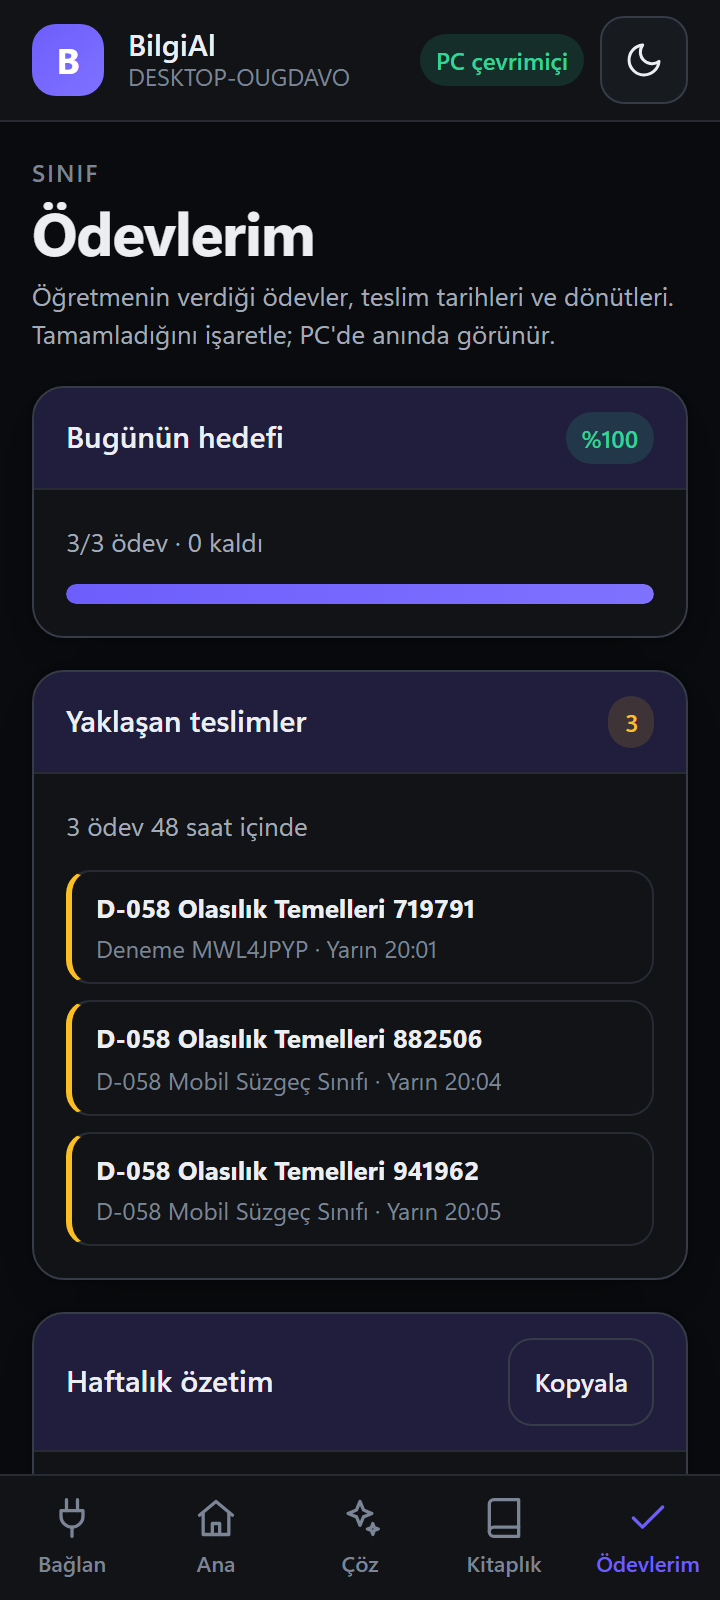 B
BilgiAI
DESKTOP-OUGDAVO
PC çevrimiçi
SINIF
Ödevlerim
Öğretmenin verdiği ödevler, teslim tarihleri ve dönütleri.
Tamamladığını işaretle; PC'de anında görünür.
Bugünün hedefi
%100
3/3 ödev · 0 kaldı
Yaklaşan teslimler
3
3 ödev 48 saat içinde
D-058 Olasılık Temelleri 719791
Deneme MWL4JPYP · Yarın 20:01
D-058 Olasılık Temelleri 882506
D-058 Mobil Süzgeç Sınıfı · Yarın 20:04
D-058 Olasılık Temelleri 941962
D-058 Mobil Süzgeç Sınıfı · Yarın 20:05
Haftalık özetim
Kopyala
Bağlan
Ana
Çöz
Kitaplık
Ödevlerim